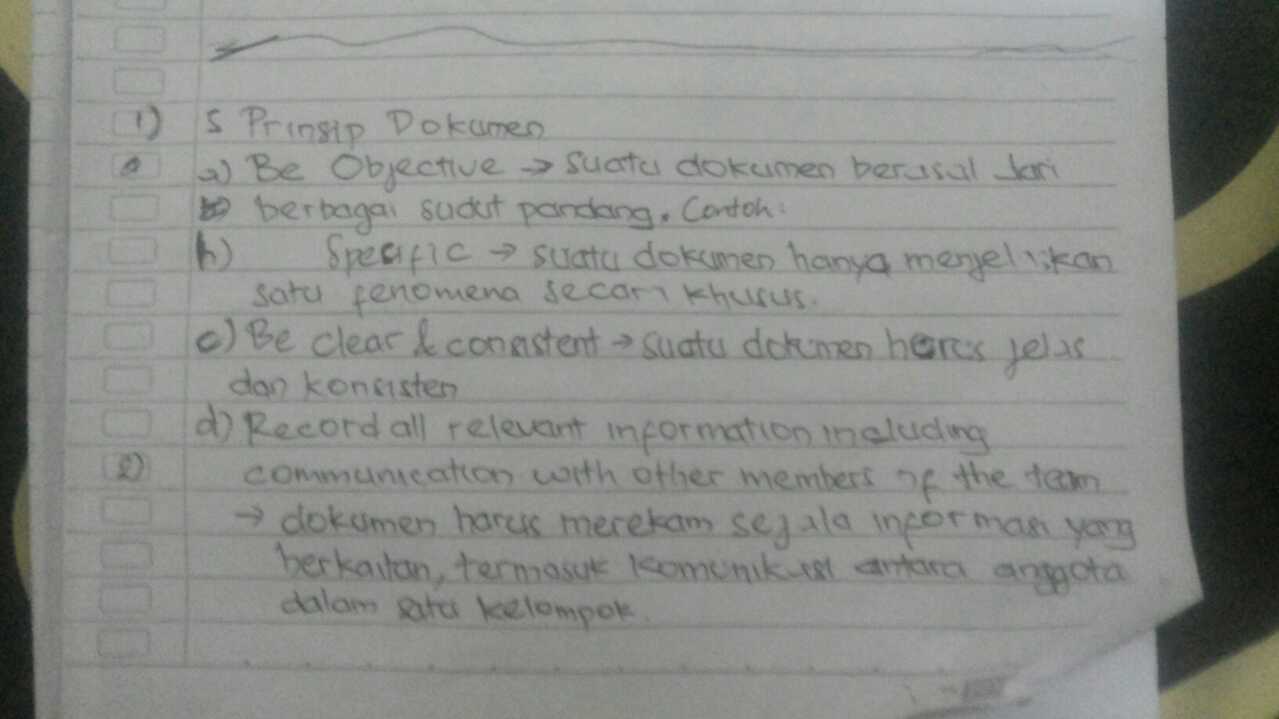 1) 5 Prinsip Dokumen
a) Be Objective → suatu dokumen berasal dari
berbagai sudut pandang. Contoh:
b) Specific → suatu dokumen hanya menjelaskan
satu fenomena secara khusus.
c) Be clear & consistent → suatu dokumen harus jelas
dan konsisten
d) Record all relevant information including
2) communication with other members of the team
→ dokumen harus merekam segala informasi yang
berkaitan, termasuk komunikasi antara anggota
dalam satu kelompok.